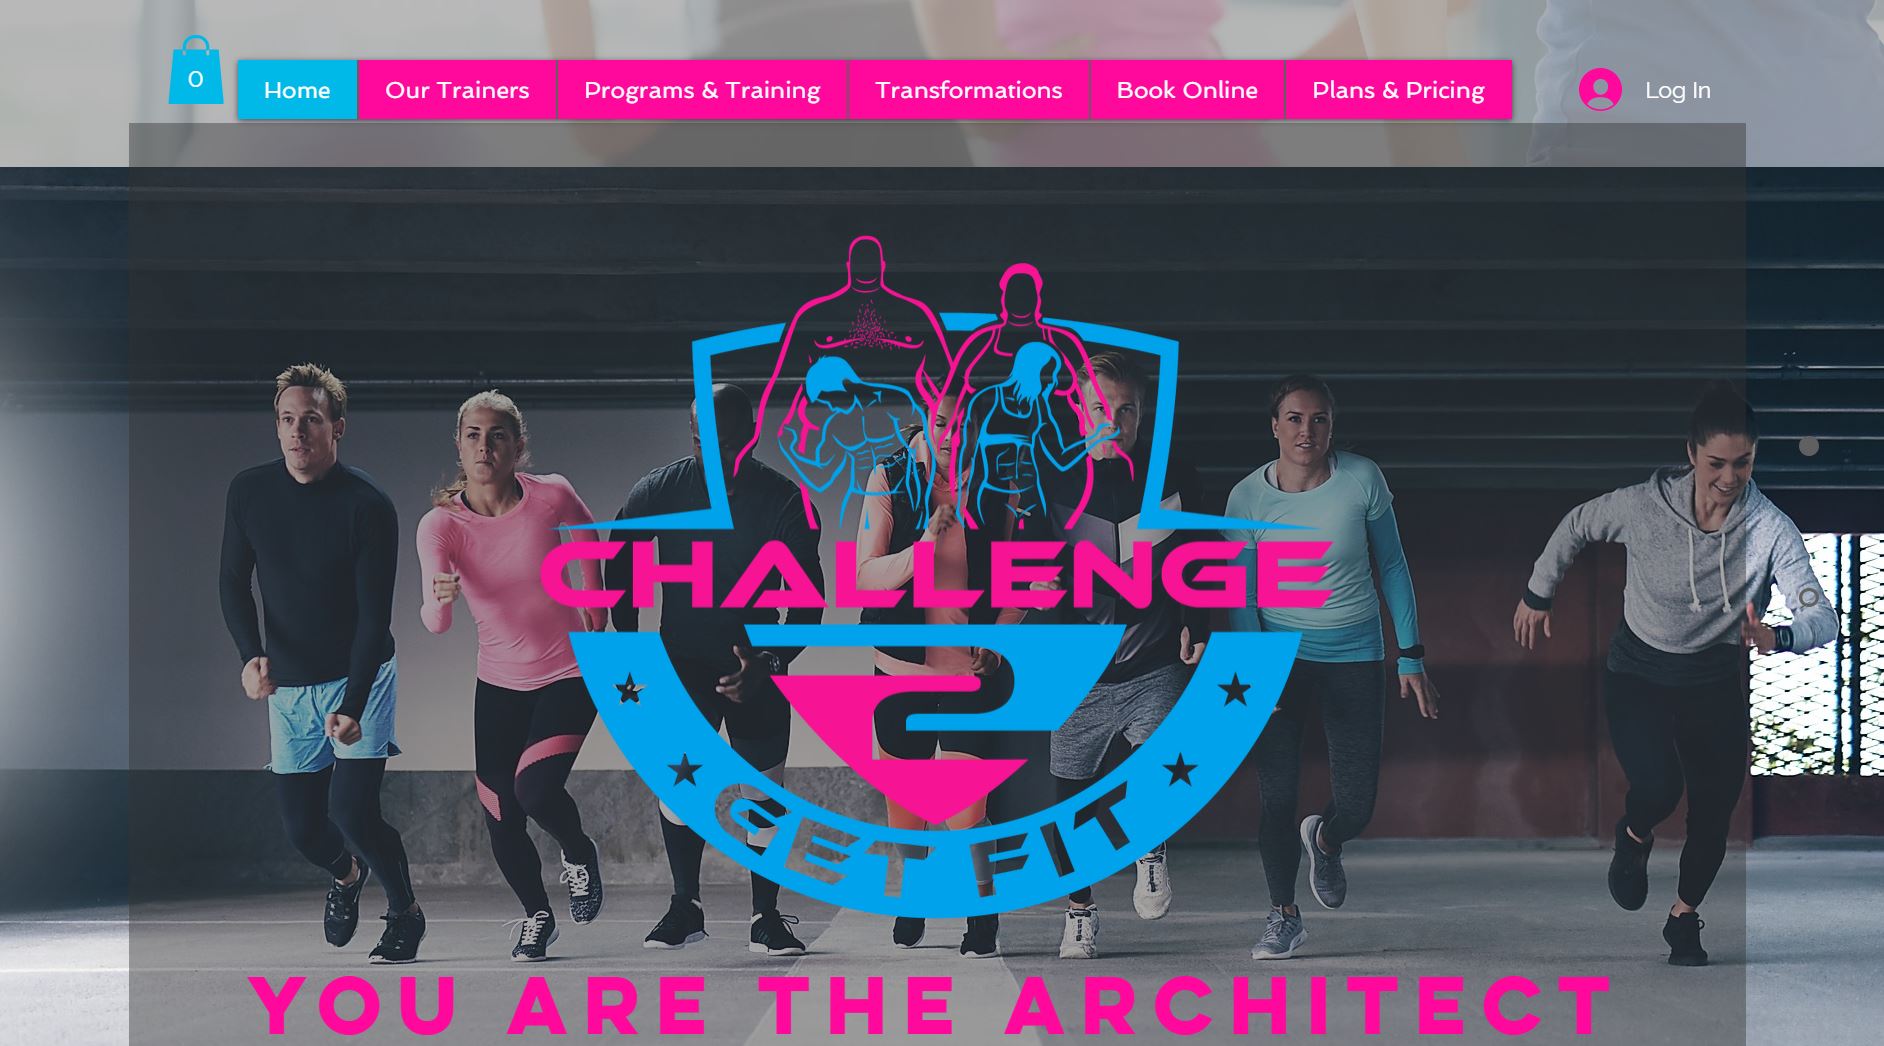 0
Home
Our Trainers
Programs & Training
Transformations
Book Online
Plans & Pricing
Log In
CHALLENGE
2
GET FIT
YOU ARE THE ARCHITECT